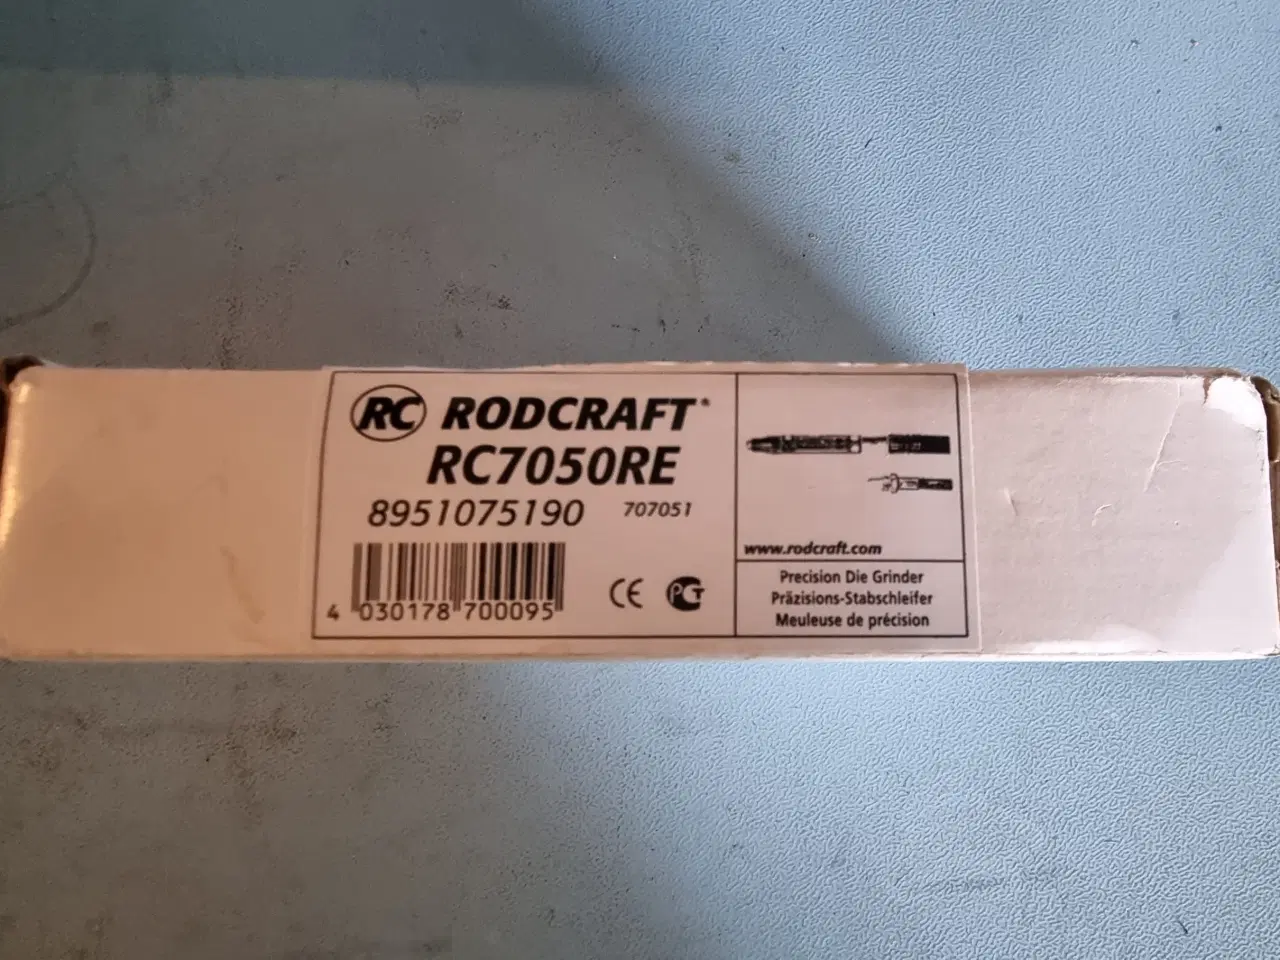 RC RODCRAFT®
RC7050RE
8951075190 707051
4 030178 700095
CE PCT
www.rodcraft.com
Precision Die Grinder
Präzisions-Stabschleifer
Meuleuse de précision